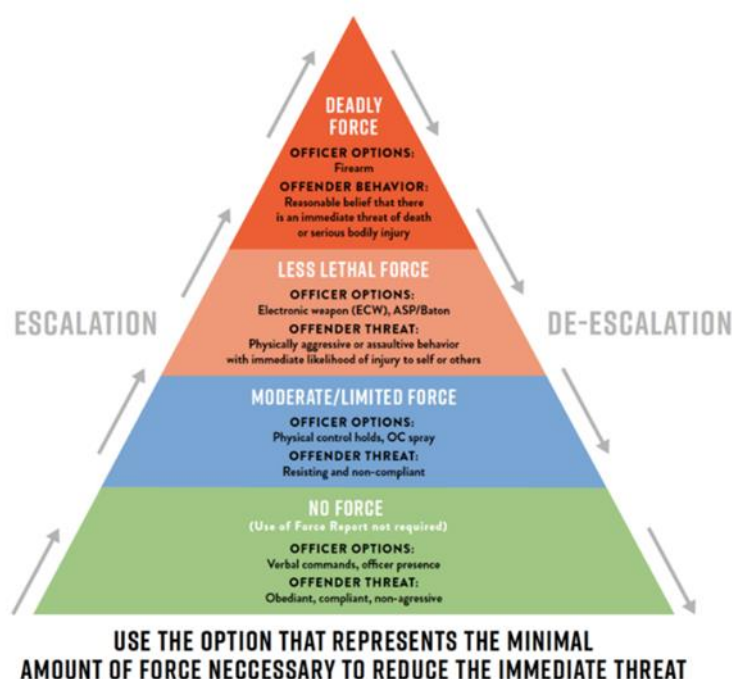 DEADLY
FORCE
OFFICER OPTIONS:
Firearm
OFFENDER BEHAVIOR:
Reasonable belief that there
is an immediate threat of death
or serious bodily injury
LESS LETHAL FORCE
OFFICER OPTIONS:
Electronic weapon (ECW), ASP/Baton
OFFENDER THREAT:
Physically aggressive or assaultive behavior
with immediate likelihood of injury to self or others
ESCALATION
DE-ESCALATION
MODERATE/LIMITED FORCE
OFFICER OPTIONS:
Physical control holds, OC spray
OFFENDER THREAT:
Resisting and non-compliant
NO FORCE
(Use of Force Report not required)
OFFICER OPTIONS:
Verbal commands, officer presence
OFFENDER THREAT:
Obediant, compliant, non-agressive
USE THE OPTION THAT REPRESENTS THE MINIMAL
AMOUNT OF FORCE NECCESSARY TO REDUCE THE IMMEDIATE THREAT